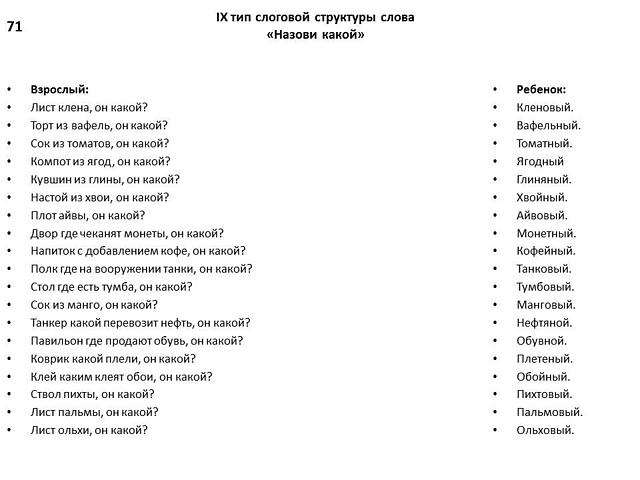 71
IX тип слоговой структуры слова
«Назови какой»
• Взрослый:
• Лист клена, он какой?
• Торт из вафель, он какой?
• Сок из томатов, он какой?
• Компот из ягод, он какой?
• Кувшин из глины, он какой?
• Настой из хвои, он какой?
• Плот айвы, он какой?
• Двор где чеканят монеты, он какой?
• Напиток с добавлением кофе, он какой?
• Полк где на вооружении танки, он какой?
• Стол где есть тумба, он какой?
• Сок из манго, он какой?
• Танкер какой перевозит нефть, он какой?
• Павильон где продают обувь, он какой?
• Коврик какой плели, он какой?
• Клей каким клеят обои, он какой?
• Ствол пихты, он какой?
• Лист пальмы, он какой?
• Лист ольхи, он какой?
• Ребенок:
• Кленовый.
• Вафельный.
• Томатный.
• Ягодный
• Глиняный.
• Хвойный.
• Айвовый.
• Монетный.
• Кофейный.
• Танковый.
• Тумбовый.
• Манговый.
• Нефтяной.
• Обувной.
• Плетеный.
• Обойный.
• Пихтовый.
• Пальмовый.
• Ольховый.